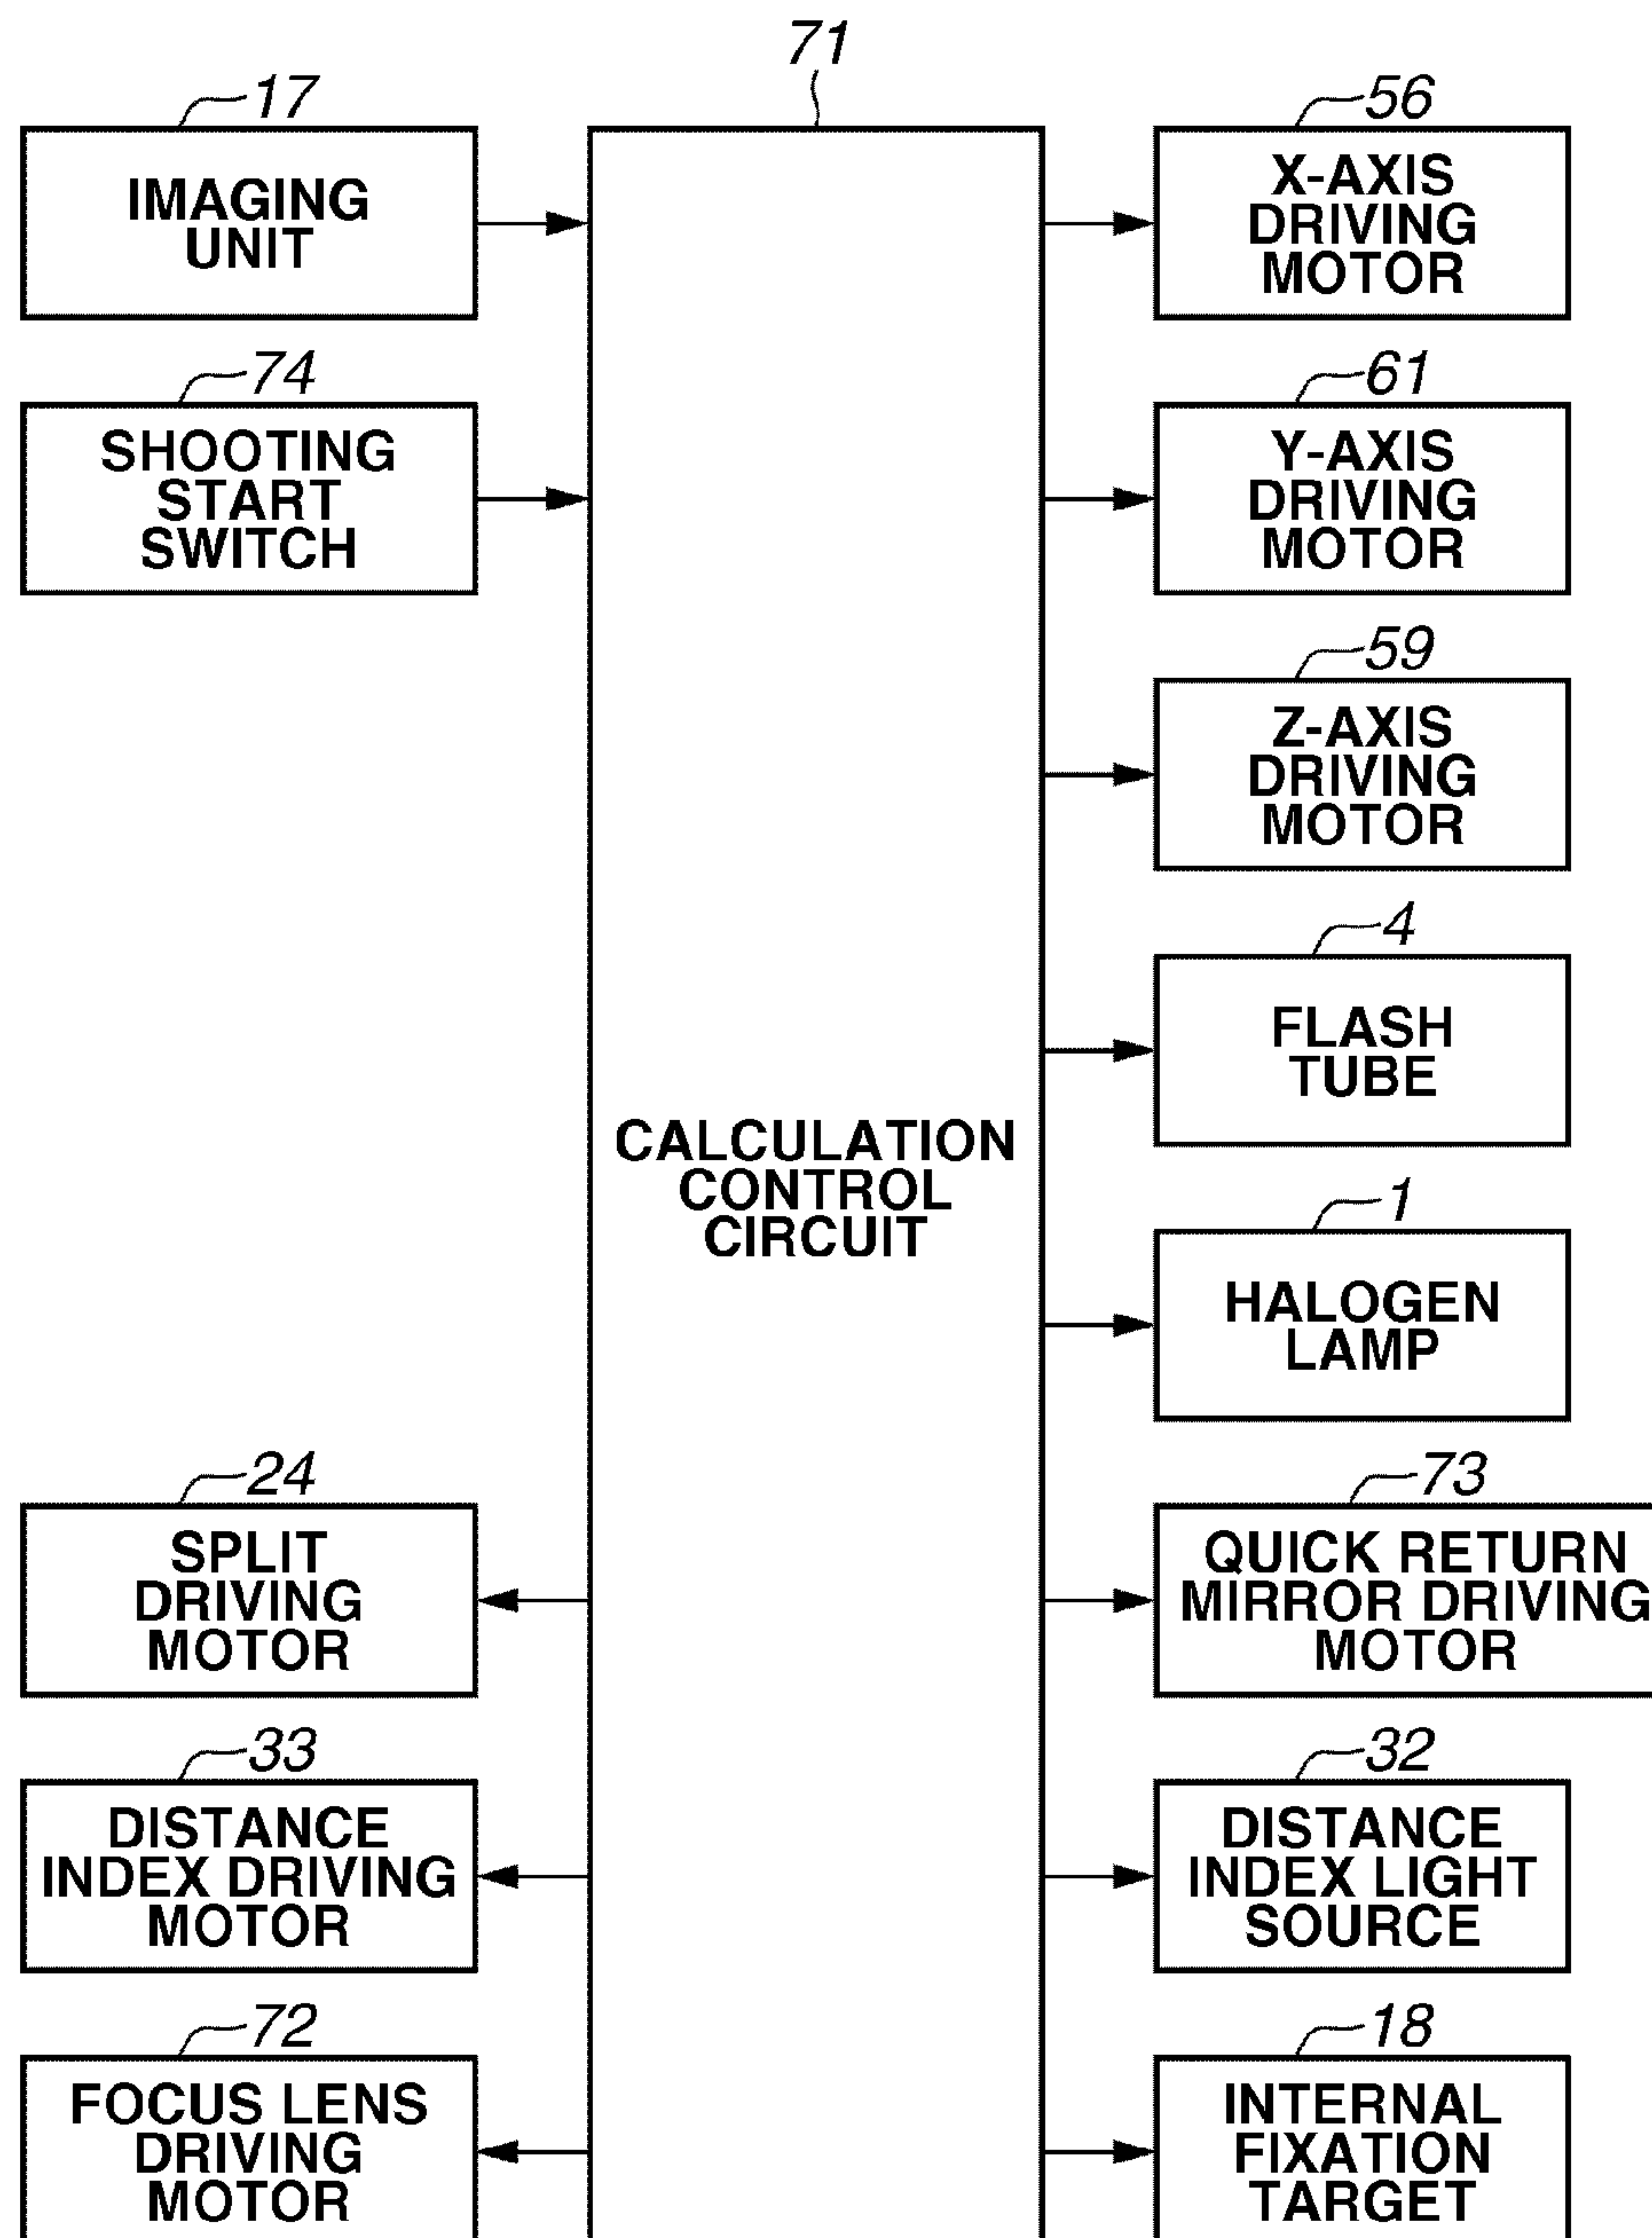 71
17
IMAGING
UNIT
74
SHOOTING
START
SWITCH
24
SPLIT
DRIVING
MOTOR
33
DISTANCE
INDEX DRIVING
MOTOR
72
FOCUS LENS
DRIVING
MOTOR
CALCULATION
CONTROL
CIRCUIT
56
X-AXIS
DRIVING
MOTOR
61
Y-AXIS
DRIVING
MOTOR
59
Z-AXIS
DRIVING
MOTOR
4
FLASH
TUBE
1
HALOGEN
LAMP
73
QUICK RETURN
MIRROR DRIVING
MOTOR
32
DISTANCE
INDEX LIGHT
SOURCE
18
INTERNAL
FIXATION
TARGET